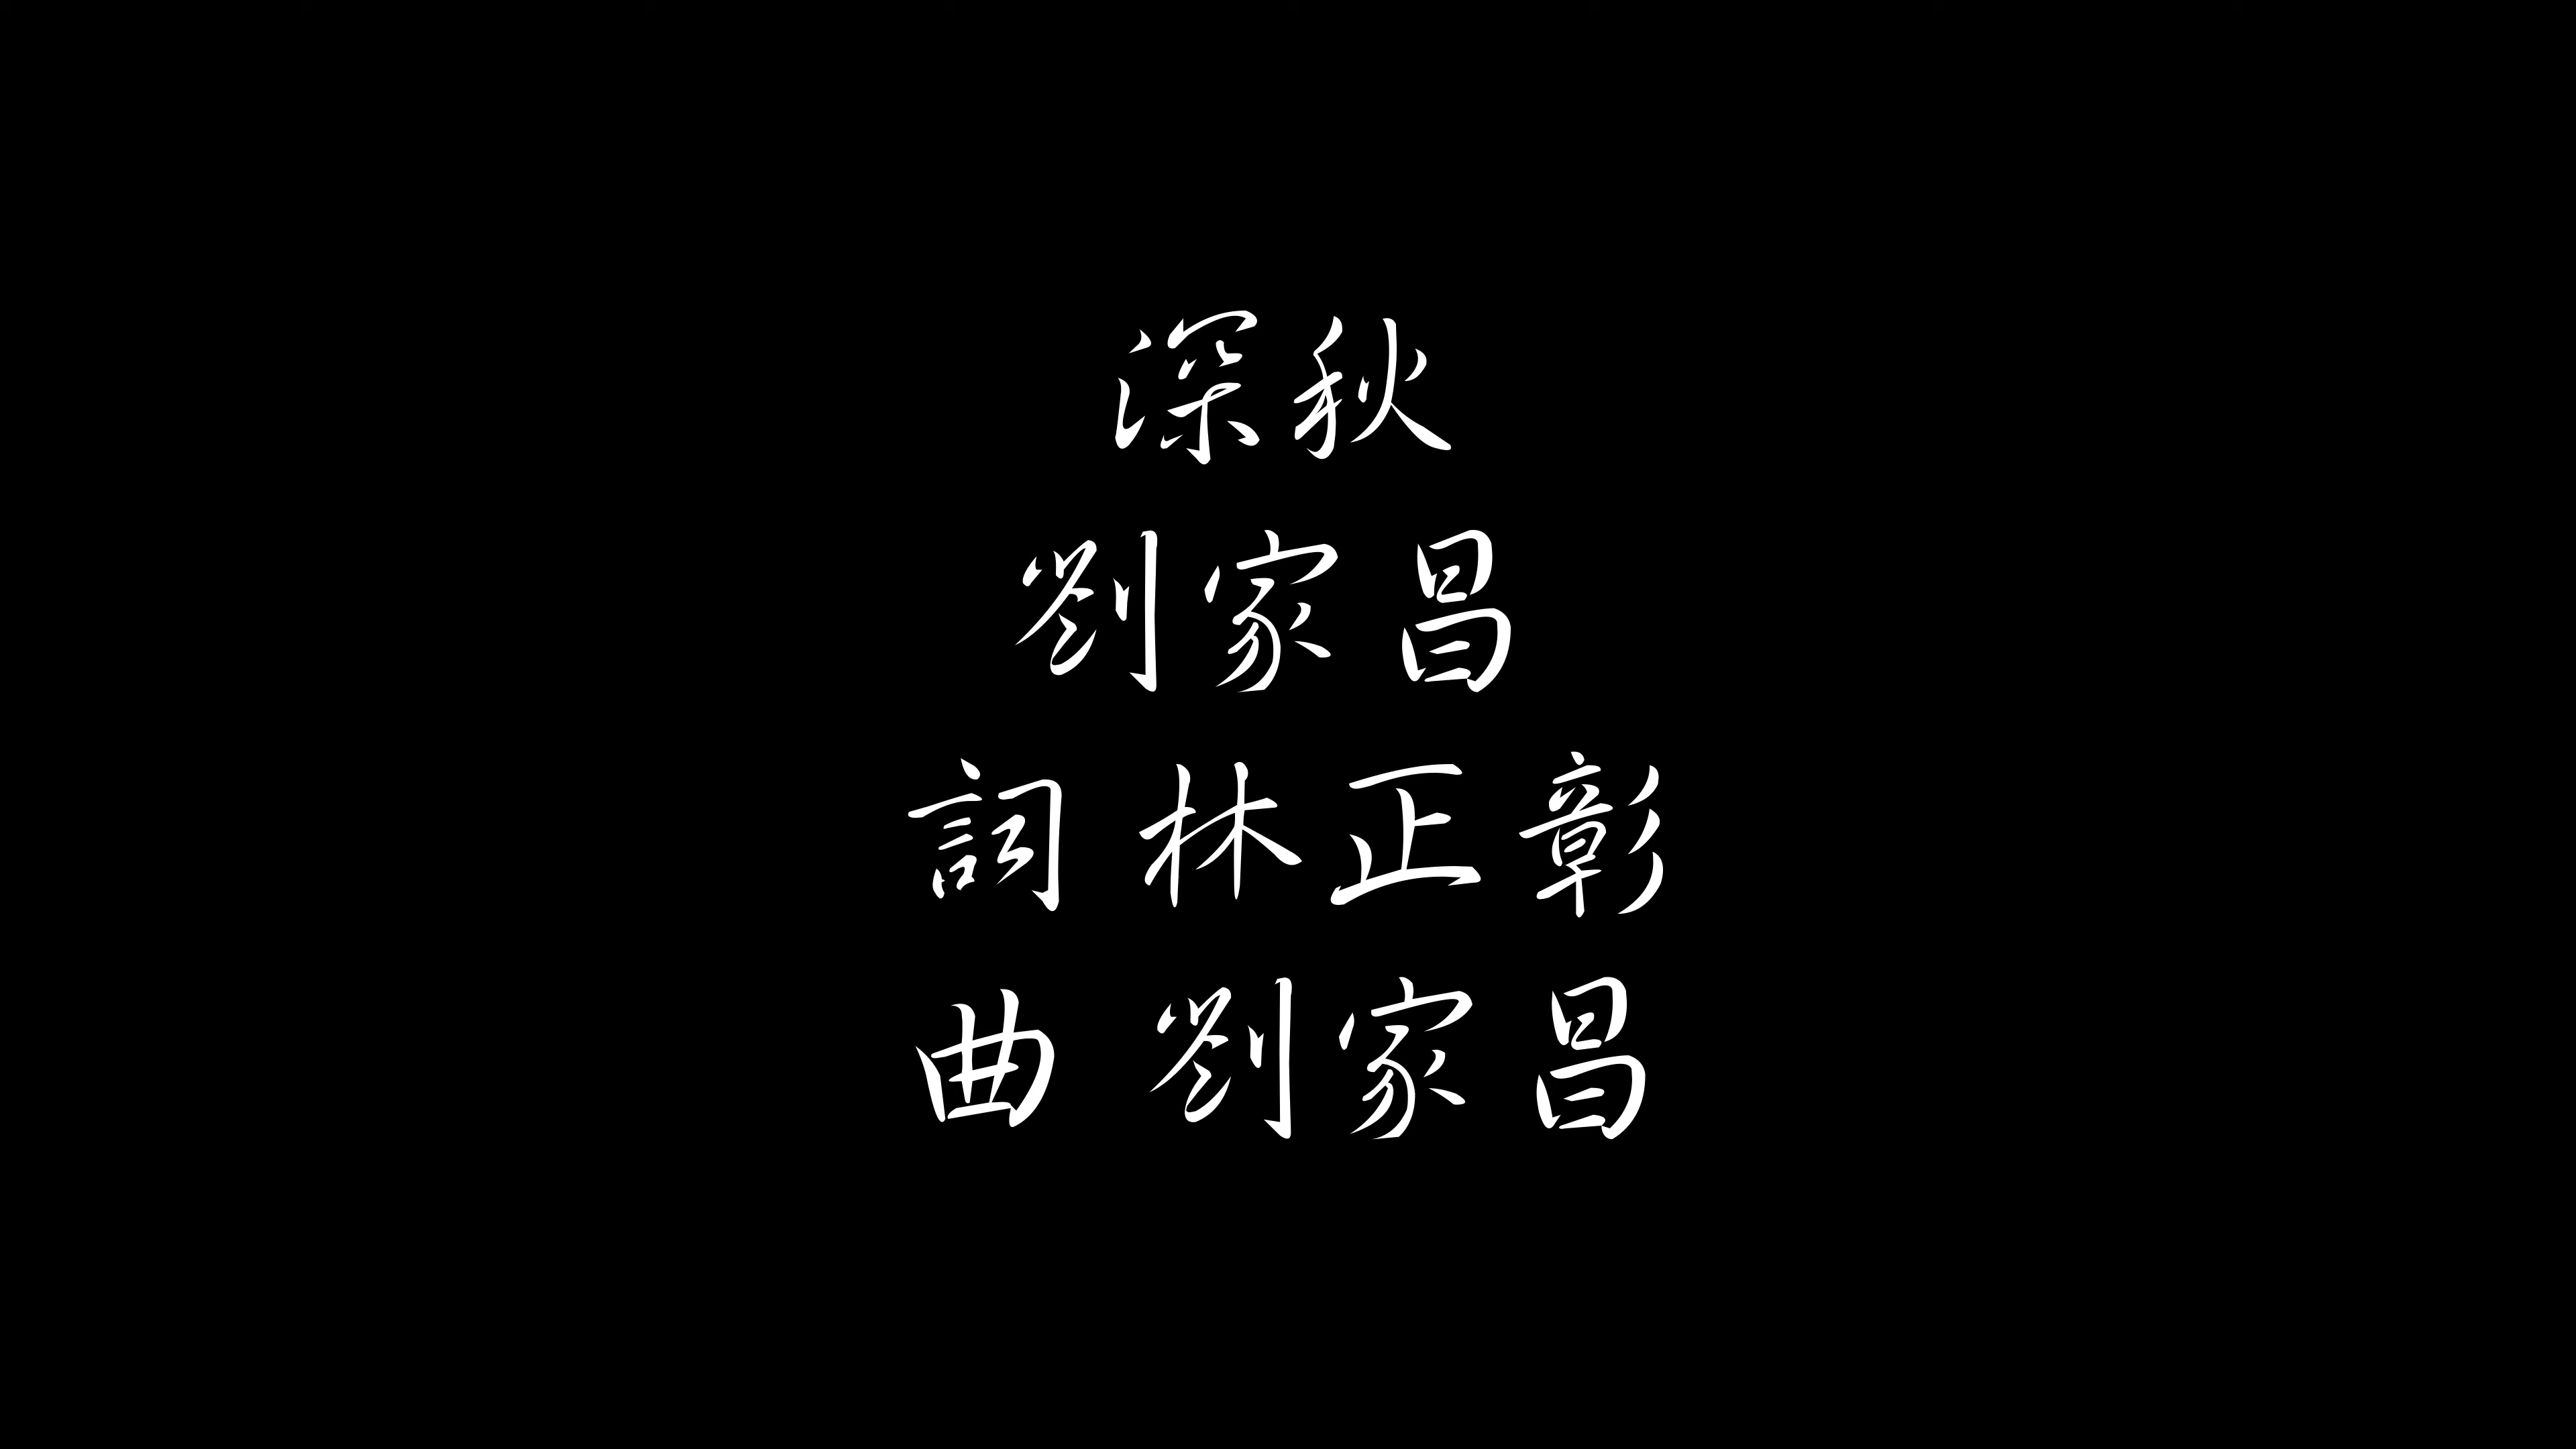 深秋
劉家昌
詞 林正彰
曲 劉家昌